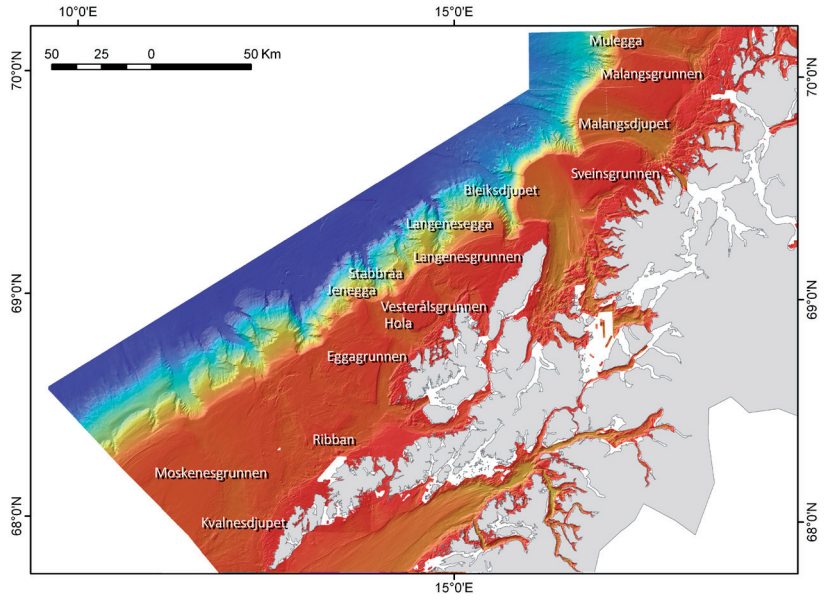 10°0'E 15°0'E
50 25 0 50 Km
Mulegga
70°0'N
Malangsgrunnen
70°0'N
Malangsdjupet
Sveinsgrunnen
Bleiksdjupet
Langenesegga
Langenesgrunnen
Stabbraa
Jenegga
69°0'N
69°0'N
Vesterålsgrunnen
Hola
Eggagrunnen
Ribban
Moskenesgrunnen
68°0'N
Kvalnesdjupet
68°0'N
15°0'E